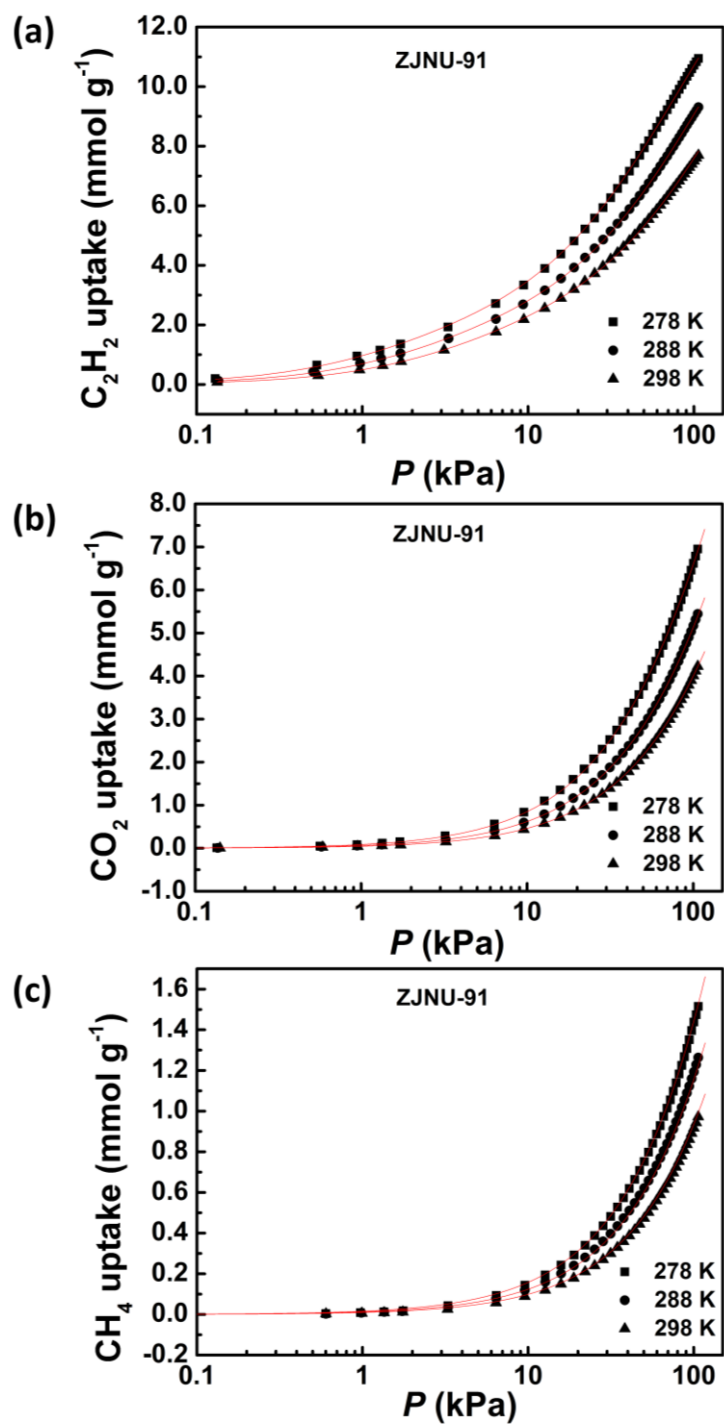 (a)
ZJNU-91
C₂H₂ uptake (mmol g⁻¹)
12.0
10.0
8.0
6.0
4.0
2.0
0.0
278 K
288 K
298 K
0.1 1 10 100
P (kPa)
(b)
ZJNU-91
CO₂ uptake (mmol g⁻¹)
8.0
7.0
6.0
5.0
4.0
3.0
2.0
1.0
0.0
-1.0
278 K
288 K
298 K
0.1 1 10 100
P (kPa)
(c)
ZJNU-91
CH₄ uptake (mmol g⁻¹)
1.6
1.4
1.2
1.0
0.8
0.6
0.4
0.2
0.0
-0.2
278 K
288 K
298 K
0.1 1 10 100
P (kPa)